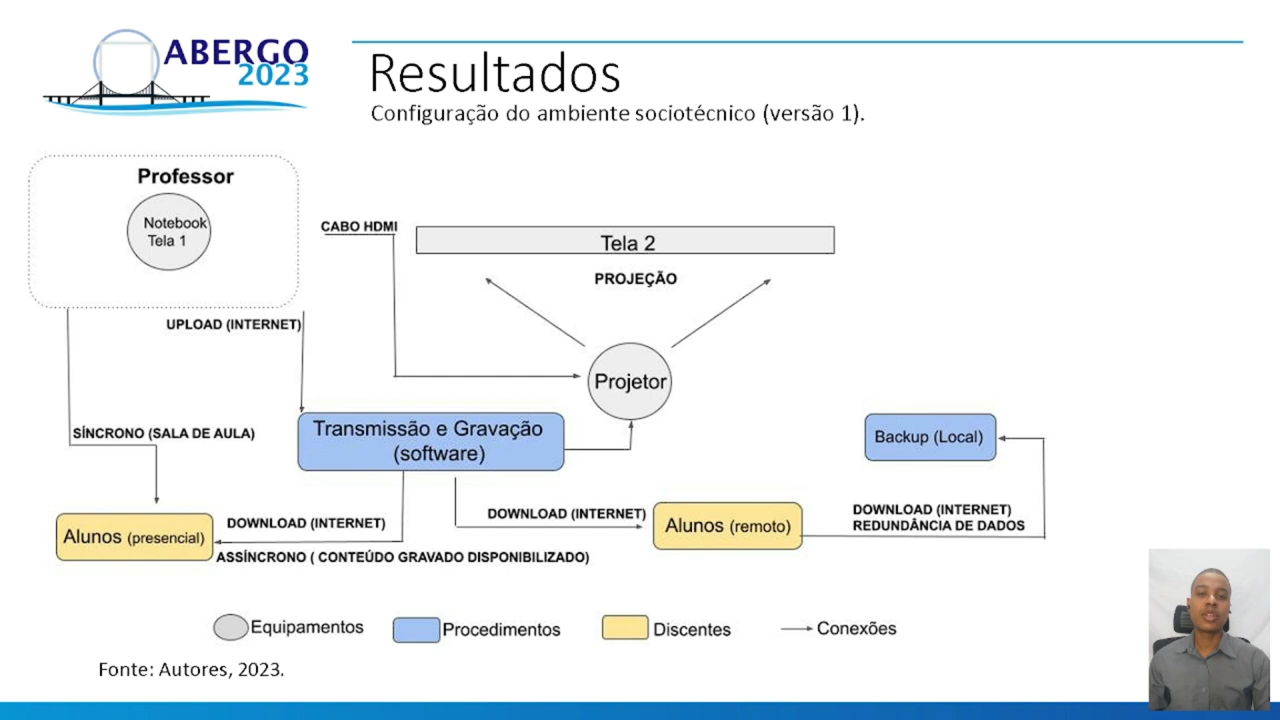 ABERGO
2023
Resultados
Configuração do ambiente sociotécnico (versão 1).
Professor
Notebook
Tela 1
CABO HDMI
Tela 2
PROJEÇÃO
UPLOAD (INTERNET)
Projetor
SÍNCRONO (SALA DE AULA)
Transmissão e Gravação
(software)
Backup (Local)
Alunos (presencial)
DOWNLOAD (INTERNET)
ASSÍNCRONO ( CONTEÚDO GRAVADO DISPONIBILIZADO)
DOWNLOAD (INTERNET)
Alunos (remoto)
DOWNLOAD (INTERNET)
REDUNDÂNCIA DE DADOS
Equipamentos
Procedimentos
Discentes
Conexões
Fonte: Autores, 2023.